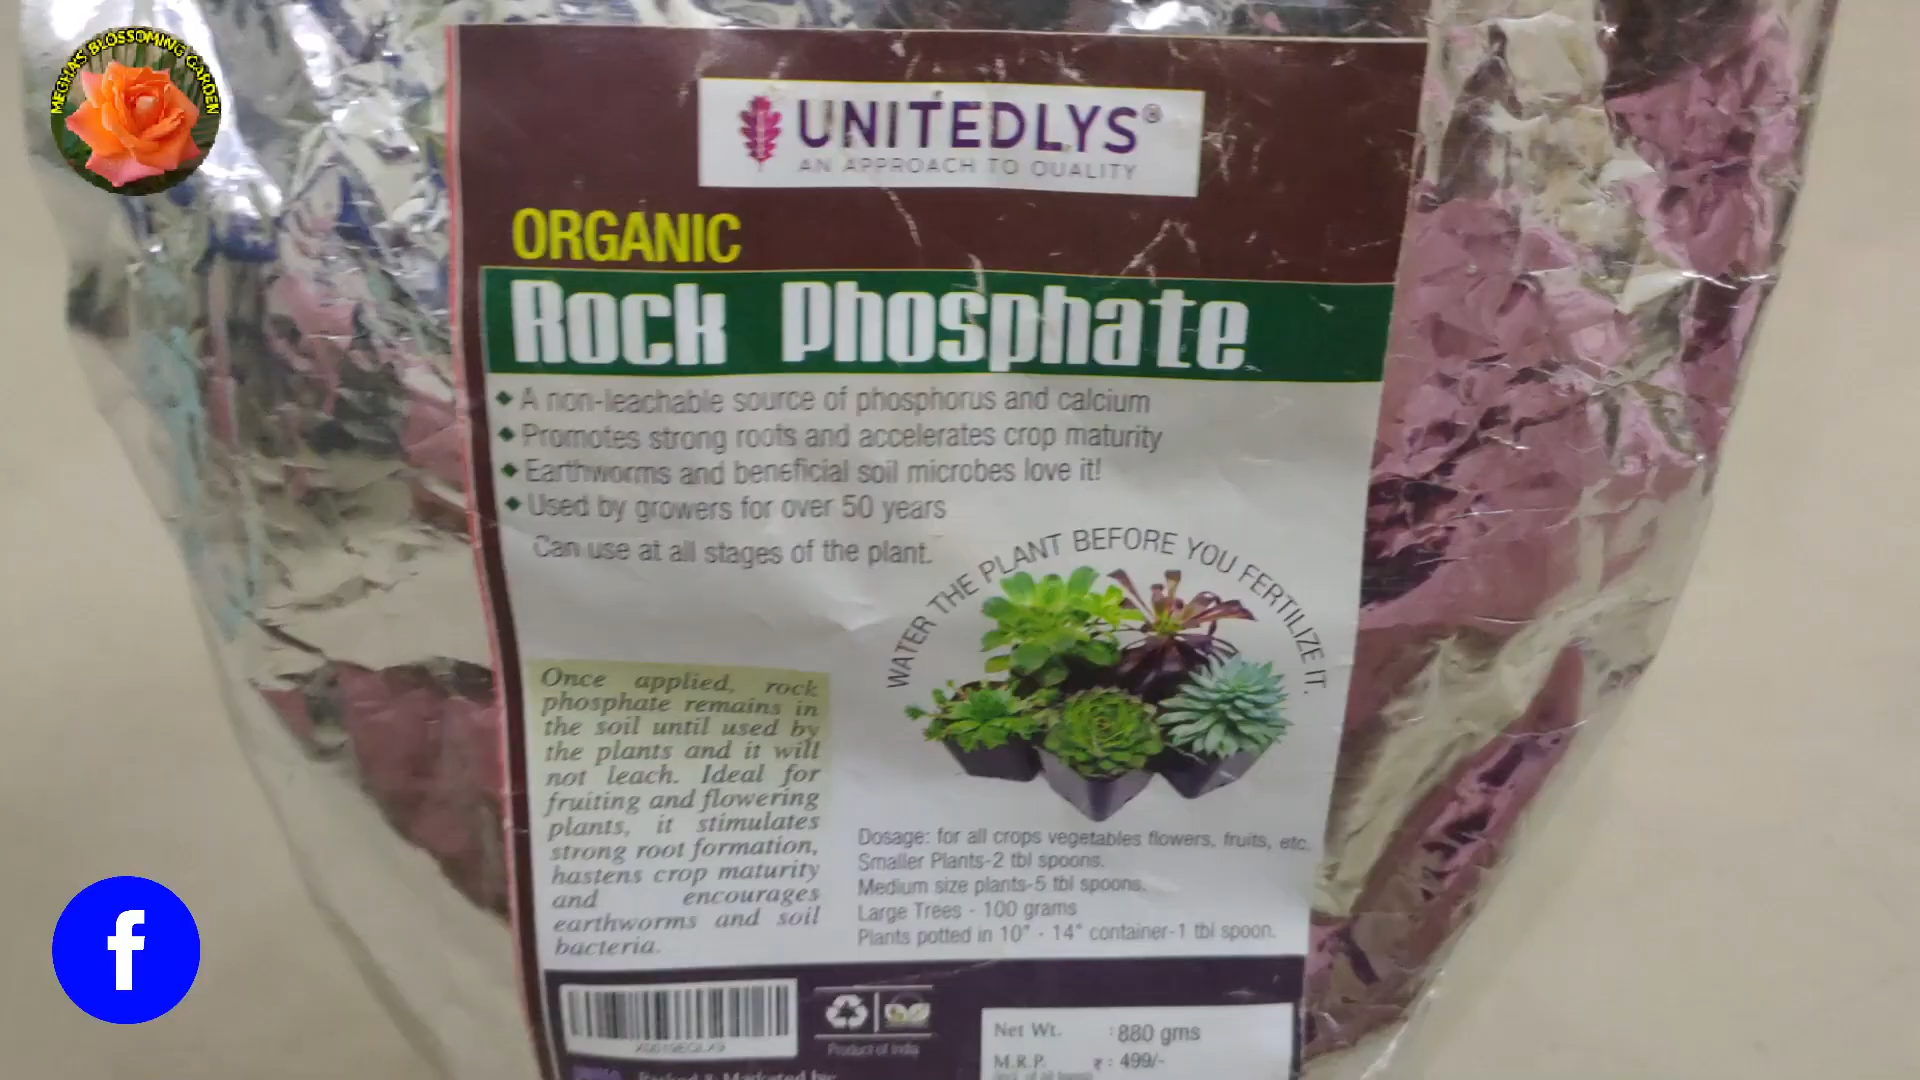 MEGHA'S BLOSSOMING GARDEN
UNITEDLYS®
AN APPROACH TO QUALITY
ORGANIC
Rock Phosphate
A non-leachable source of phosphorus and calcium
Promotes strong roots and accelerates crop maturity
Earthworms and beneficial soil microbes love it!
Used by growers for over 50 years
Can use at all stages of the plant.
WATER THE PLANT BEFORE YOU FERTILIZE IT.
Once applied, rock
phosphate remains in
the soil until used by
the plants and it will
not leach. Ideal for
fruiting and flowering
plants, it stimulates
strong root formation,
hastens crop maturity
and encourages
earthworms and soil
bacteria.
Dosage: for all crops vegetables flowers, fruits, etc.
Smaller Plants-2 tbl spoons.
Medium size plants-5 tbl spoons.
Large Trees - 100 grams
Plants potted in 10" - 14" container-1 tbl spoon.
Product of India
Net Wt. : 880 gms
M.R.P. ₹ : 499/-
Packed & Marketed by:
f